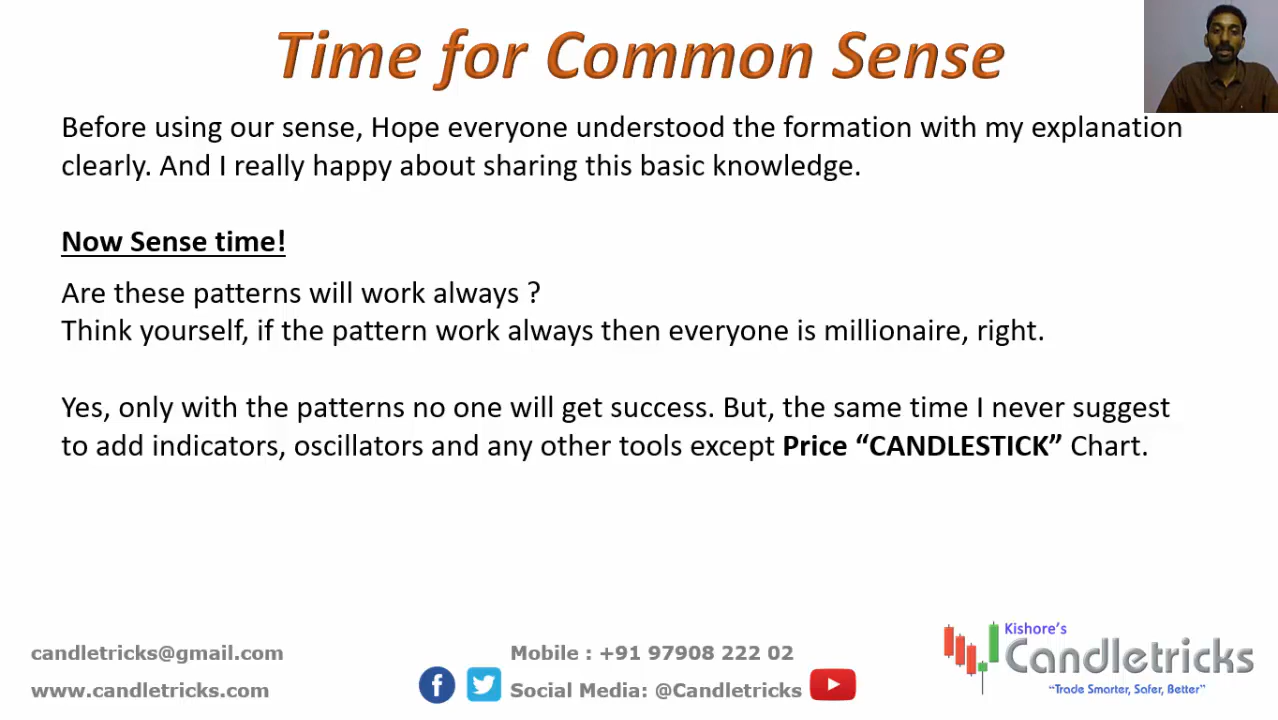 Time for Common Sense
Before using our sense, Hope everyone understood the formation with my explanation
clearly. And I really happy about sharing this basic knowledge.
Now Sense time!
Are these patterns will work always ?
Think yourself, if the pattern work always then everyone is millionaire, right.
Yes, only with the patterns no one will get success. But, the same time I never suggest
to add indicators, oscillators and any other tools except Price “CANDLESTICK” Chart.
candletricks@gmail.com
www.candletricks.com
Mobile : +91 97908 222 02
Social Media: @Candletricks
Kishore's
Candletricks
“Trade Smarter, Safer, Better”